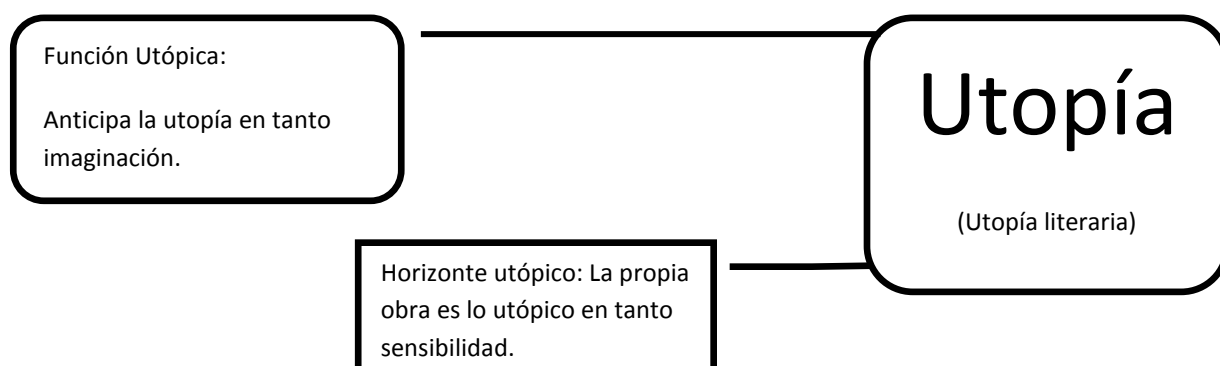 Función Utópica:
Anticipa la utopía en tanto
imaginación.
Utopía
(Utopía literaria)
Horizonte utópico: La propia
obra es lo utópico en tanto
sensibilidad.